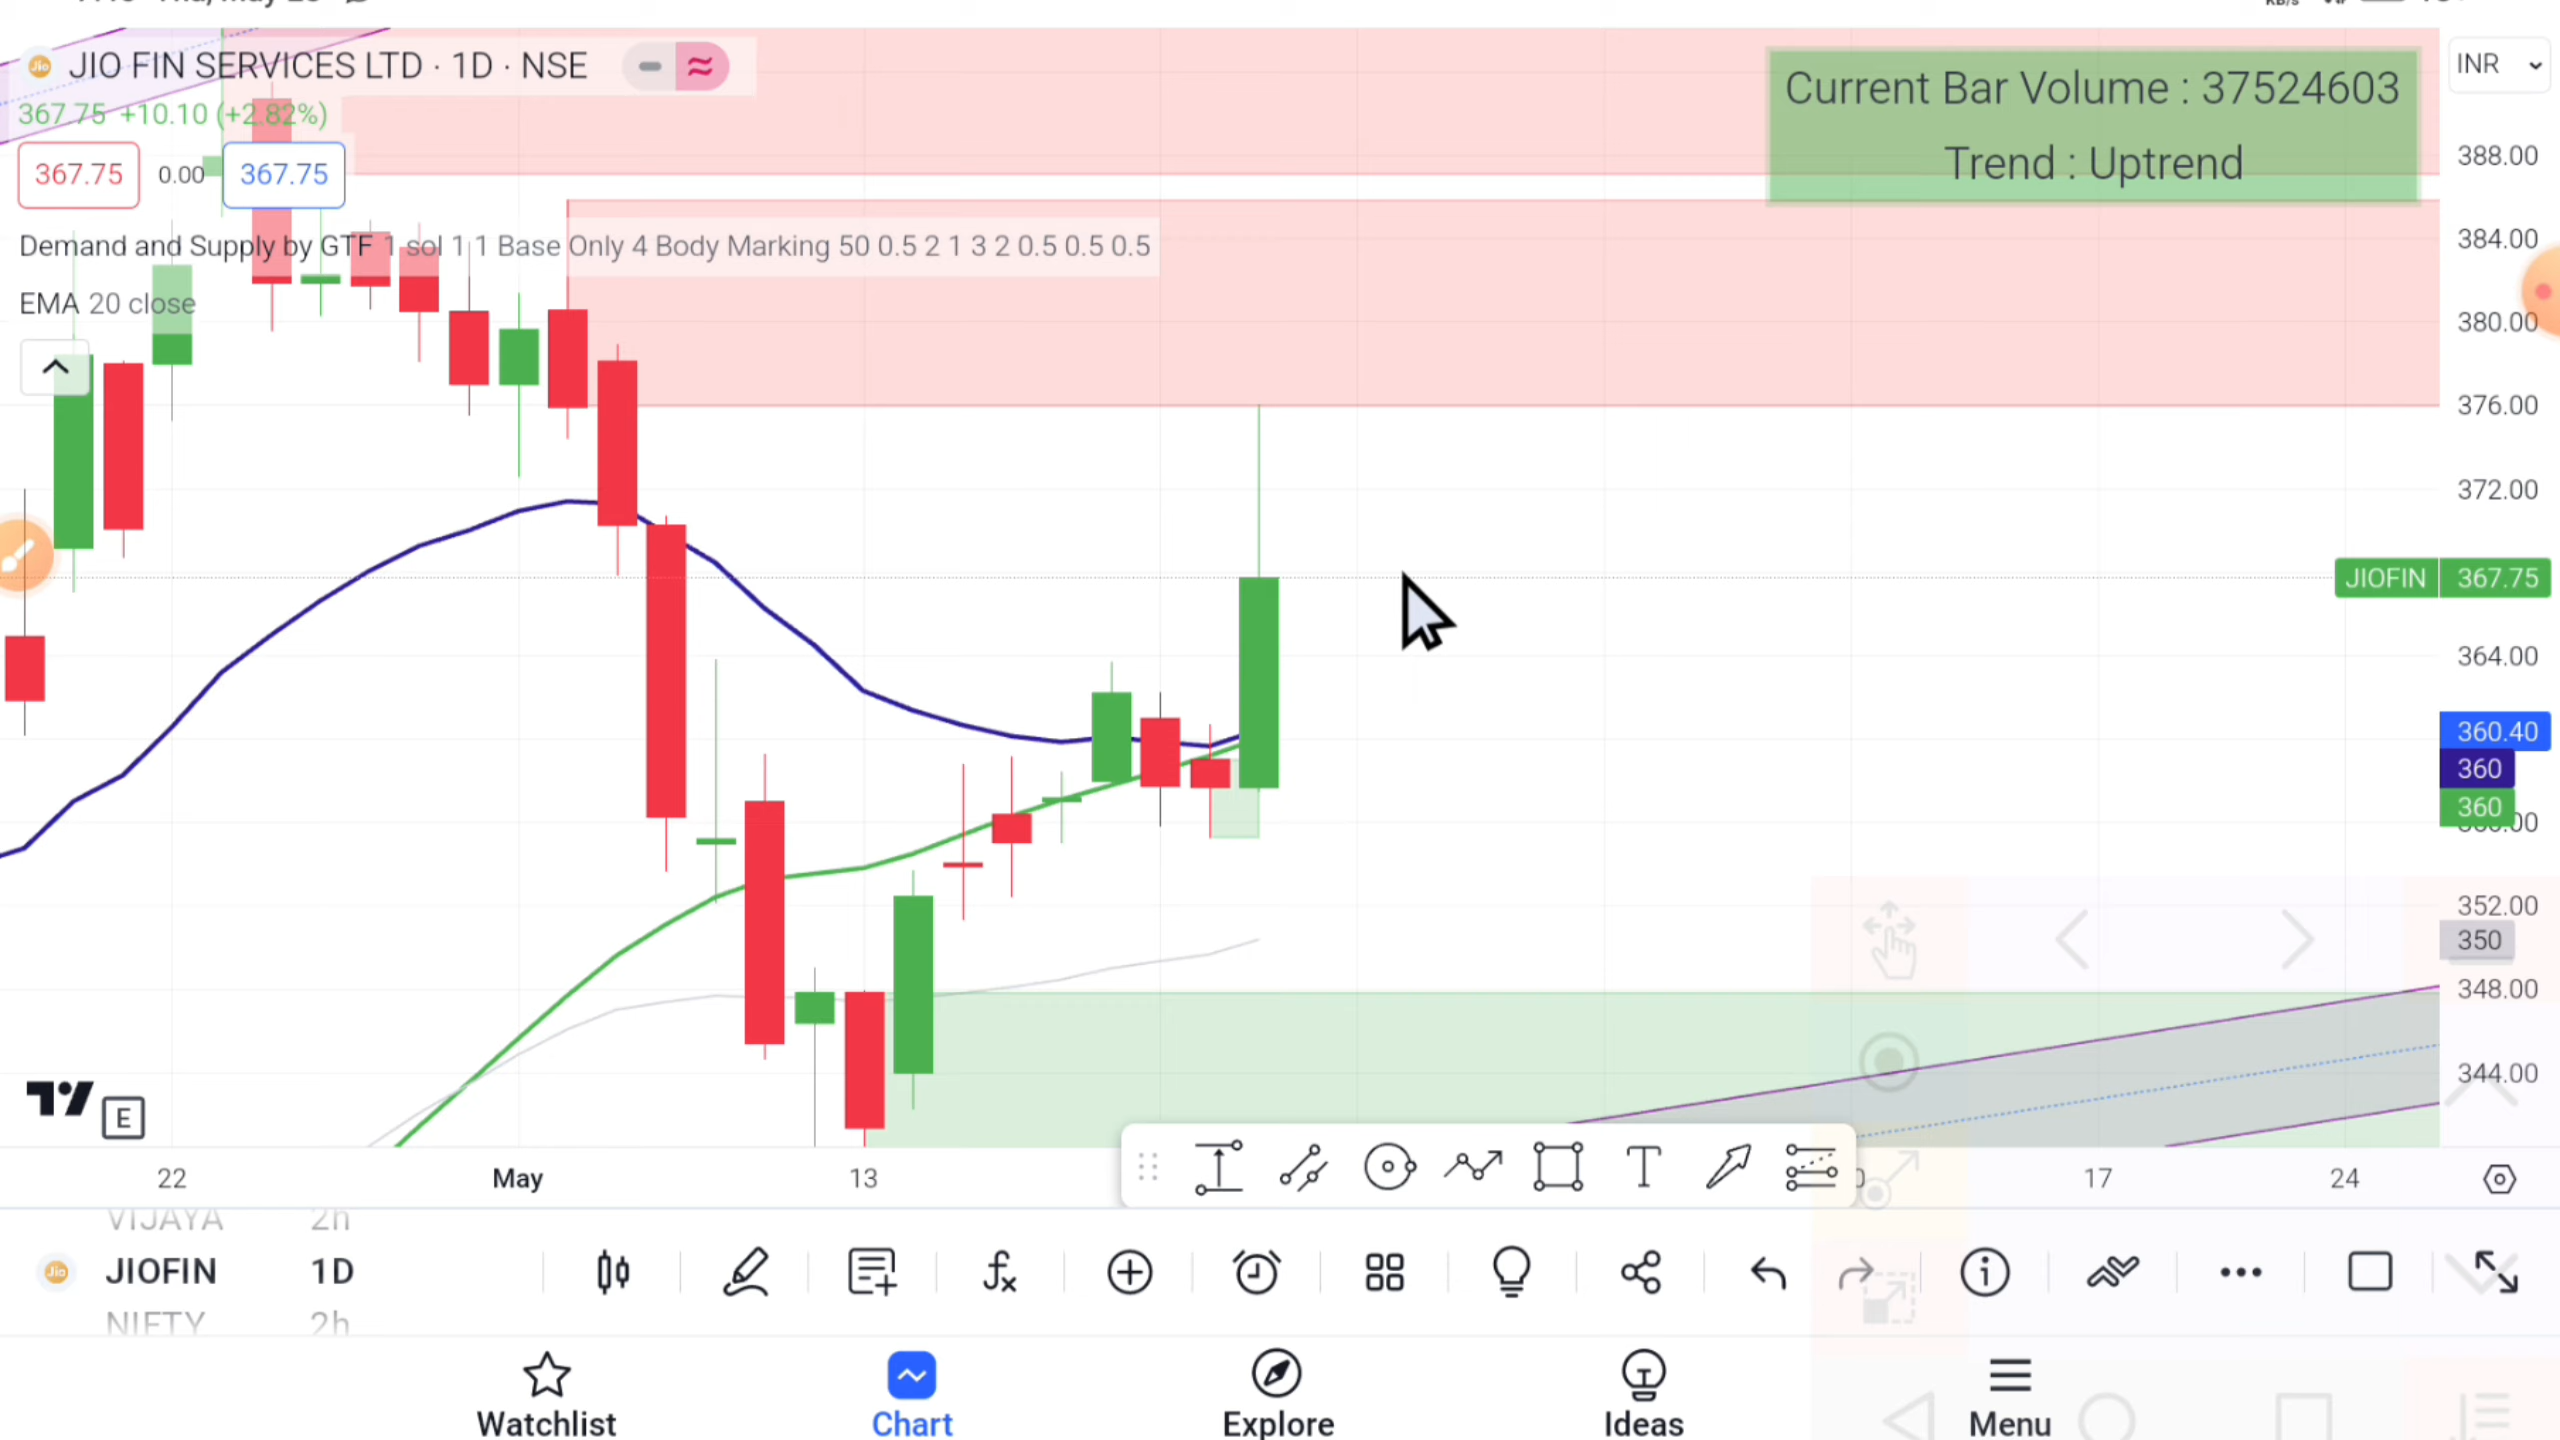 JIO FIN SERVICES LTD · 1D · NSE
367.75 +10.10 (+2.82%)
367.75 0.00 367.75
Demand and Supply by GTF 1 sol 1 1 Base Only 4 Body Marking 50 0.5 2 1 3 2 0.5 0.5 0.5
EMA 20 close
Current Bar Volume : 37524603
Trend : Uptrend
INR
388.00
384.00
380.00
376.00
372.00
JIOFIN 367.75
364.00
360.40
360
360
352.00
350
348.00
344.00
E
22 May 13 17 24
VIJAYA 2h
JIOFIN 1D
NIFTY 2h
Watchlist Chart Explore Ideas Menu